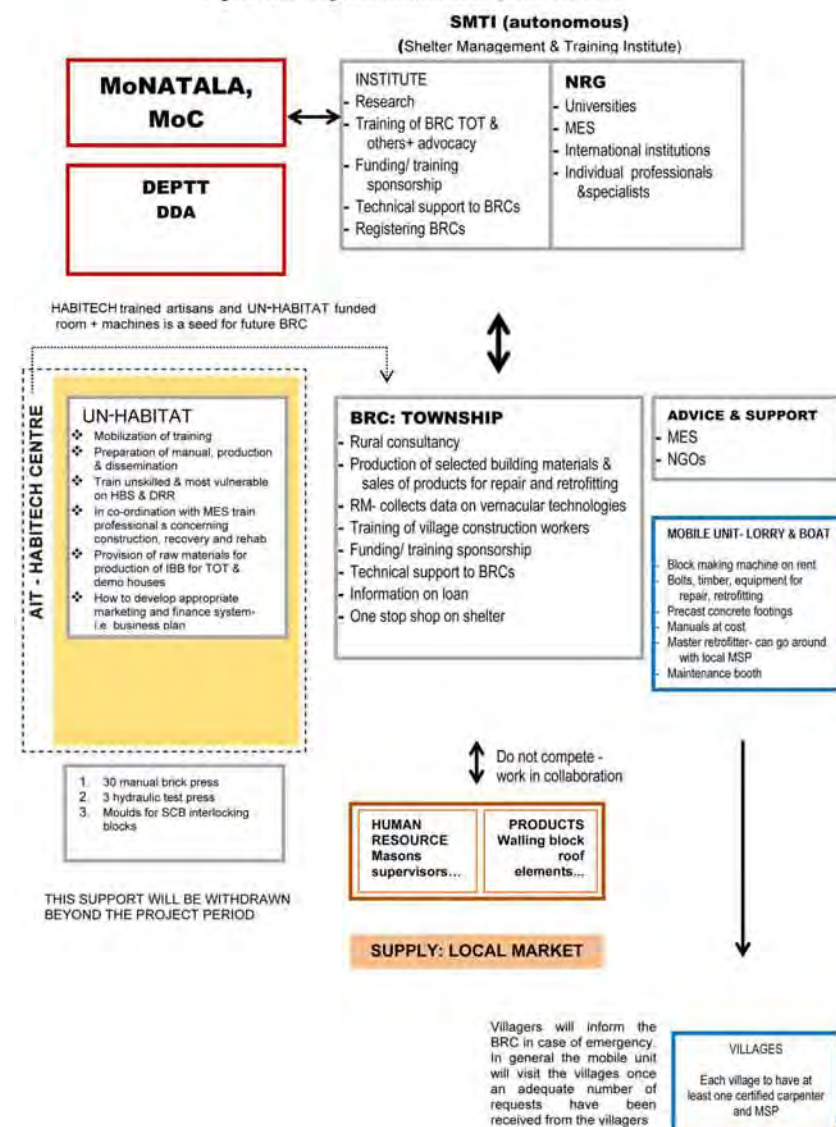 SMTI (autonomous)
(Shelter Management & Training Institute)
MoNATALA,
MoC
DEPTT
DDA
INSTITUTE
- Research
- Training of BRC TOT &
others+ advocacy
- Funding/ training
sponsorship
- Technical support to BRCs
- Registering BRCs
NRG
- Universities
- MES
- International institutions
- Individual professionals
&specialists
HABITECH trained artisans and UN-HABITAT funded
room + machines is a seed for future BRC
AIT - HABITECH CENTRE
UN-HABITAT
❖ Mobilization of training
❖ Preparation of manual, production
& dissemination
❖ Train unskilled & most vulnerable
on HBS & DRR
❖ In co-ordination with MES train
professional s concerning
construction, recovery and rehab
❖ Provision of raw materials for
production of IBB for TOT &
demo houses
❖ How to develop appropriate
marketing and finance system-
i.e. business plan
BRC: TOWNSHIP
- Rural consultancy
- Production of selected building materials &
sales of products for repair and retrofitting
- RM- collects data on vernacular technologies
- Training of village construction workers
- Funding/ training sponsorship
- Technical support to BRCs
- Information on loan
- One stop shop on shelter
ADVICE & SUPPORT
- MES
- NGOs
MOBILE UNIT- LORRY & BOAT
- Block making machine on rent
- Bolts, timber, equipment for
repair, retrofitting
- Precast concrete footings
- Manuals at cost
- Master retrofitter- can go around
with local MSP
- Maintenance booth
1. 30 manual brick press
2. 3 hydraulic test press
3. Moulds for SCB interlocking
blocks
THIS SUPPORT WILL BE WITHDRAWN
BEYOND THE PROJECT PERIOD
Do not compete -
work in collaboration
HUMAN
RESOURCE
Masons
supervisors...
PRODUCTS
Walling block
roof
elements...
SUPPLY: LOCAL MARKET
Villagers will inform the
BRC in case of emergency.
In general the mobile unit
will visit the villages once
an adequate number of
requests have been
received from the villagers
VILLAGES
Each village to have at
least one certified carpenter
and MSP